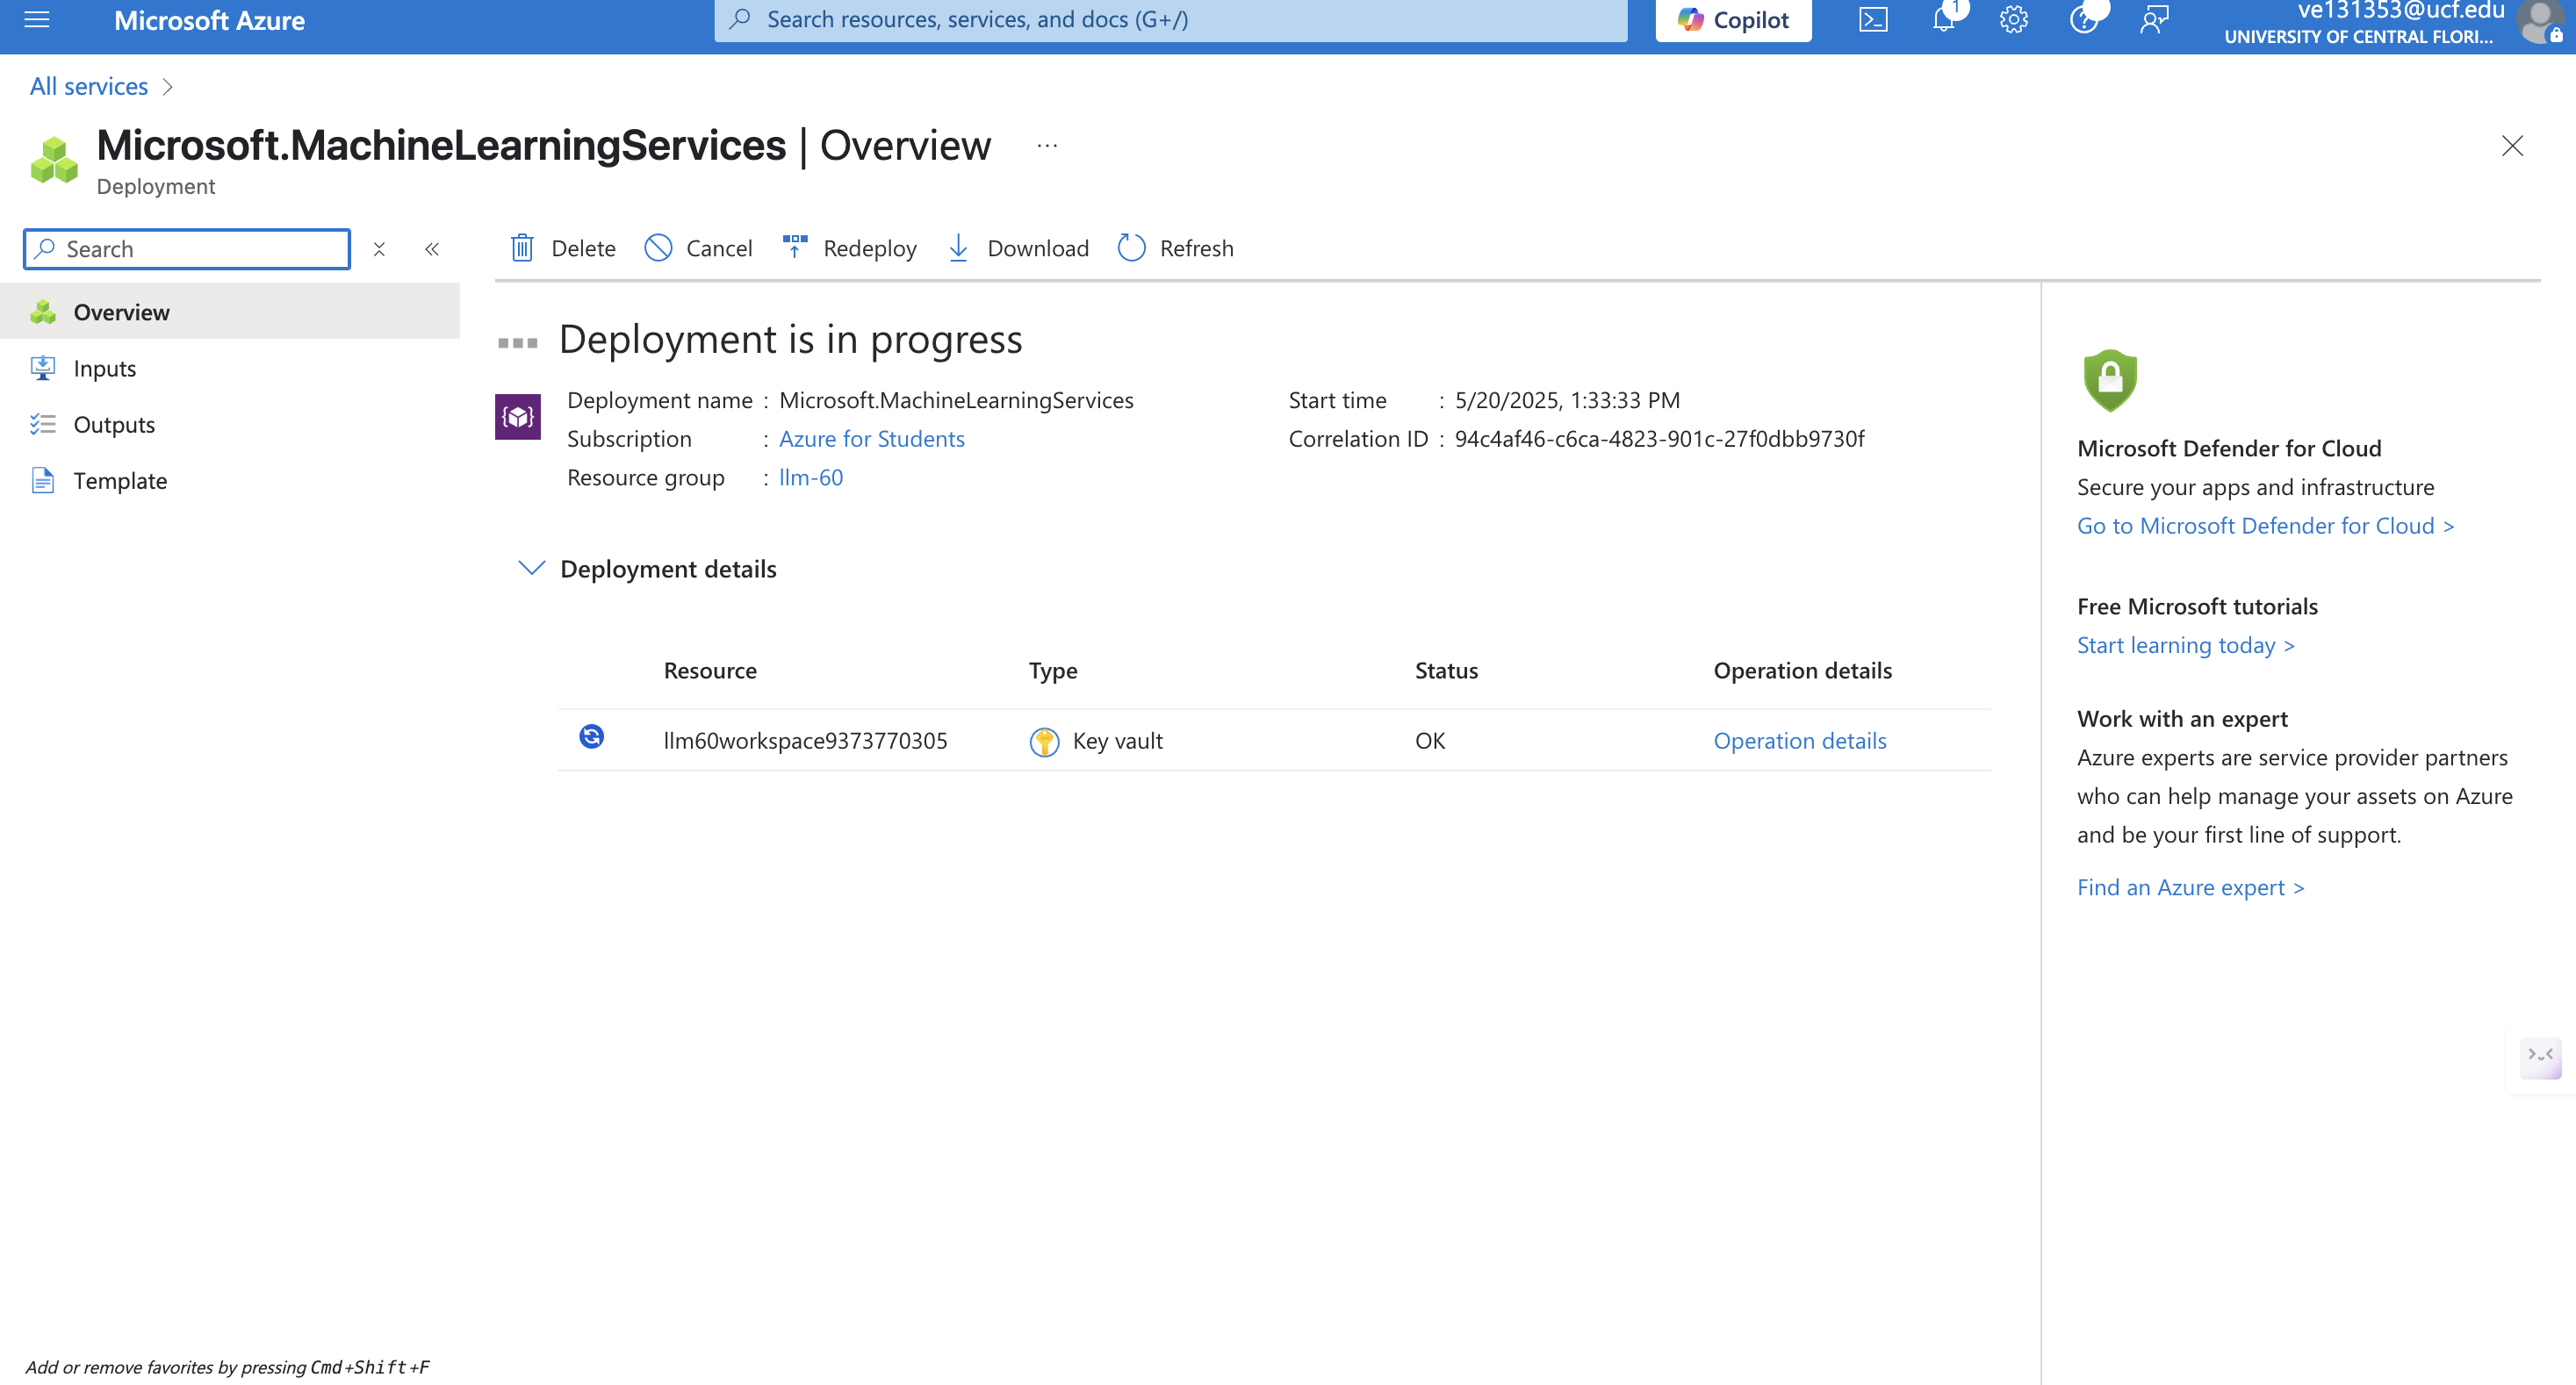 Microsoft Azure
Search resources, services, and docs (G+/)
Copilot
1
ve131353@ucf.edu
UNIVERSITY OF CENTRAL FLORI...
All services
Microsoft.MachineLearningServices | Overview ...
Deployment
Search
Delete
Cancel
Redeploy
Download
Refresh
Overview
Inputs
Outputs
Template
Deployment is in progress
Deployment name : Microsoft.MachineLearningServices
Subscription : Azure for Students
Resource group : llm-60
Start time : 5/20/2025, 1:33:33 PM
Correlation ID : 94c4af46-c6ca-4823-901c-27f0dbb9730f
Deployment details
Resource Type Status Operation details
llm60workspace9373770305 Key vault OK Operation details
Microsoft Defender for Cloud
Secure your apps and infrastructure
Go to Microsoft Defender for Cloud >
Free Microsoft tutorials
Start learning today >
Work with an expert
Azure experts are service provider partners
who can help manage your assets on Azure
and be your first line of support.
Find an Azure expert >
Add or remove favorites by pressing Cmd+Shift+F